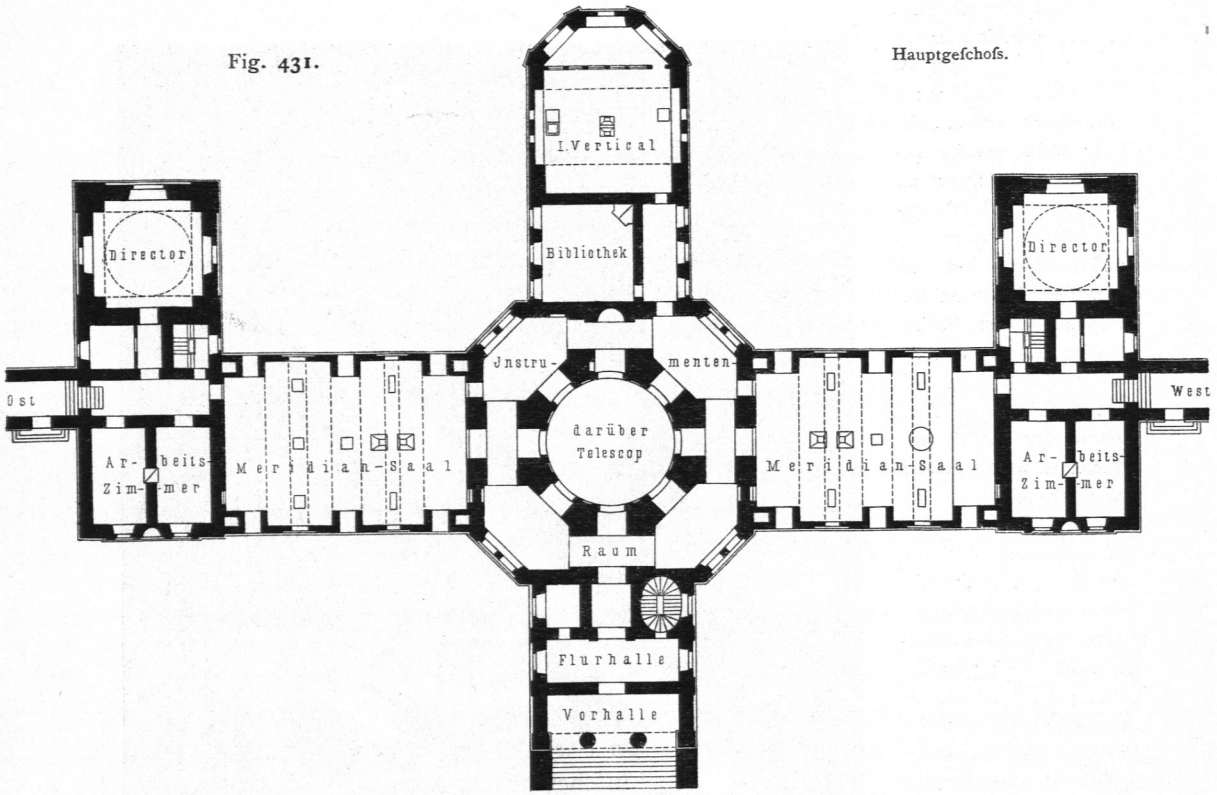 Fig. 431.
Hauptgeſchoſs.
I. Vertical
Director
Bibliothek
Director
Jnstru-
menten-
Ost
West
darüber
Telescop
Ar-
beits-
Zim-
mer
Meridian-Saal
Meridian-Saal
Ar-
beits-
Zim-
mer
Raum
Flurhalle
Vorhalle